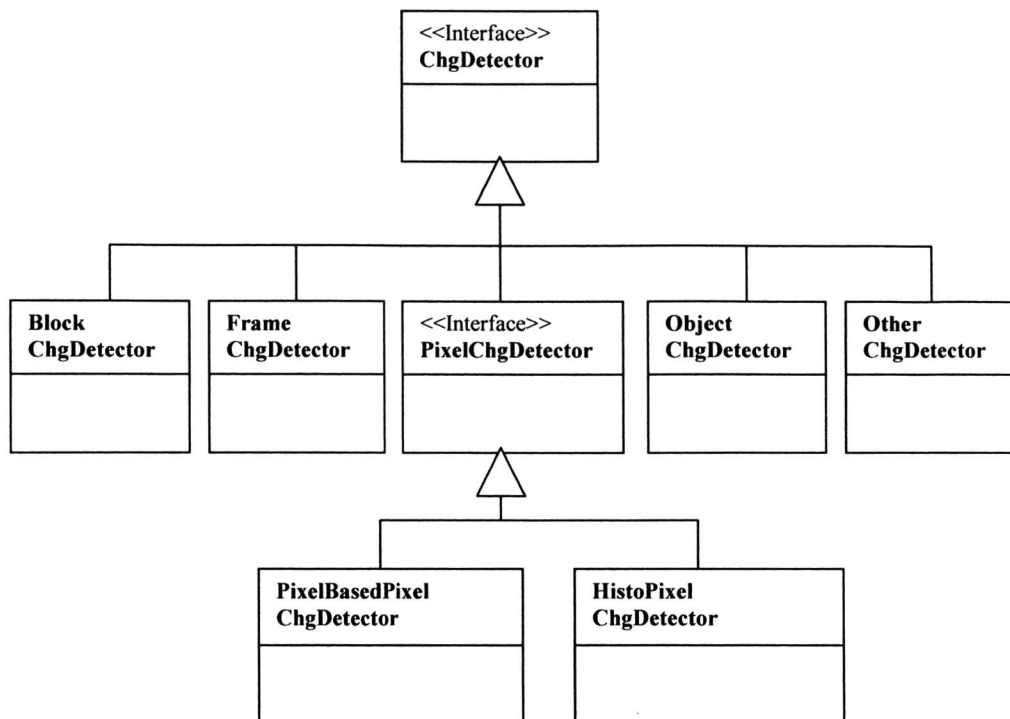 <<Interface>>
ChgDetector
Block
ChgDetector
Frame
ChgDetector
<<Interface>>
PixelChgDetector
Object
ChgDetector
Other
ChgDetector
PixelBasedPixel
ChgDetector
HistoPixel
ChgDetector